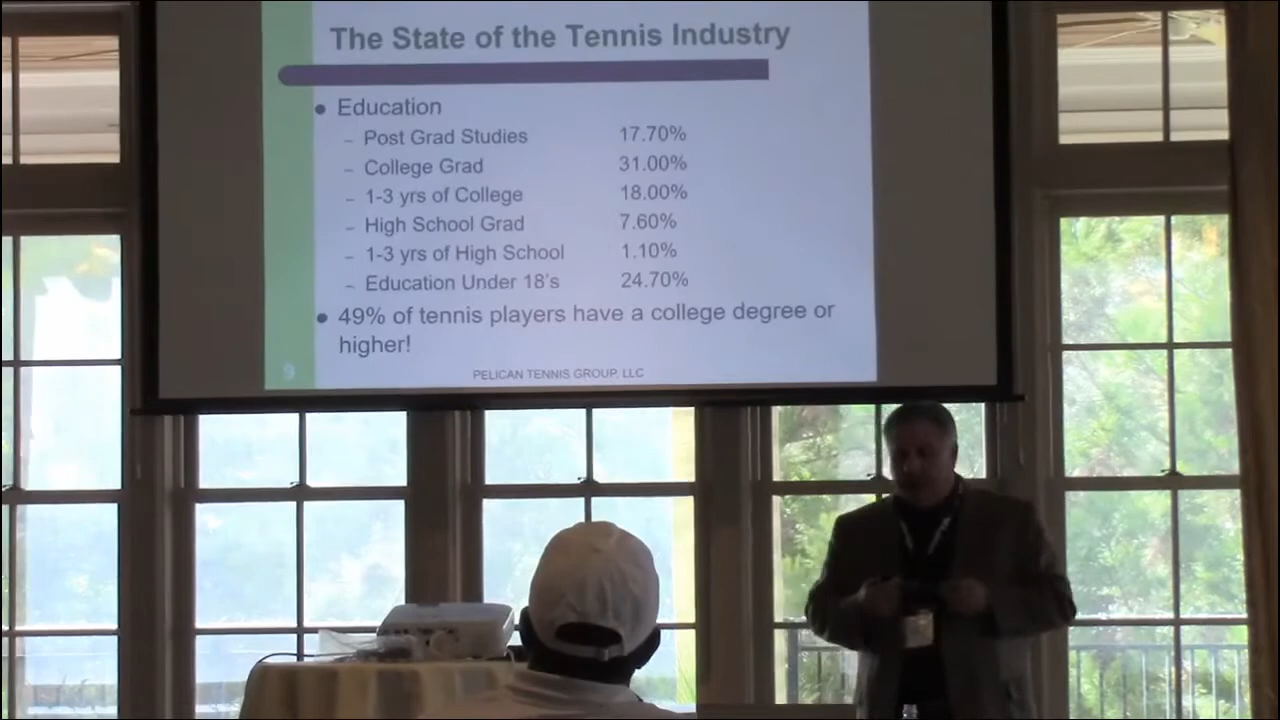 The State of the Tennis Industry
● Education
– Post Grad Studies 17.70%
– College Grad 31.00%
– 1-3 yrs of College 18.00%
– High School Grad 7.60%
– 1-3 yrs of High School 1.10%
– Education Under 18's 24.70%
● 49% of tennis players have a college degree or
higher!
9
PELICAN TENNIS GROUP, LLC